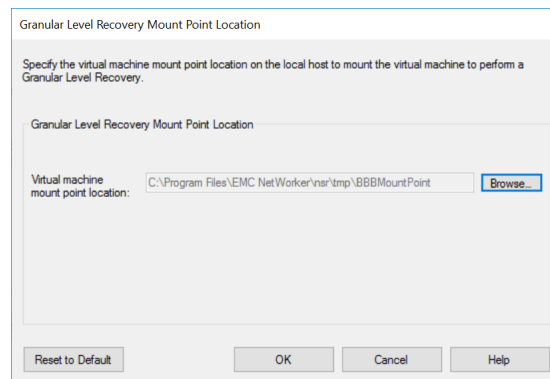 Granular Level Recovery Mount Point Location
Specify the virtual machine mount point location on the local host to mount the virtual machine to perform a
Granular Level Recovery.
Granular Level Recovery Mount Point Location
Virtual machine
mount point location:
C:\Program Files\EMC NetWorker\nsr\tmp\BBBMountPoint
Browse...
Reset to Default
OK
Cancel
Help